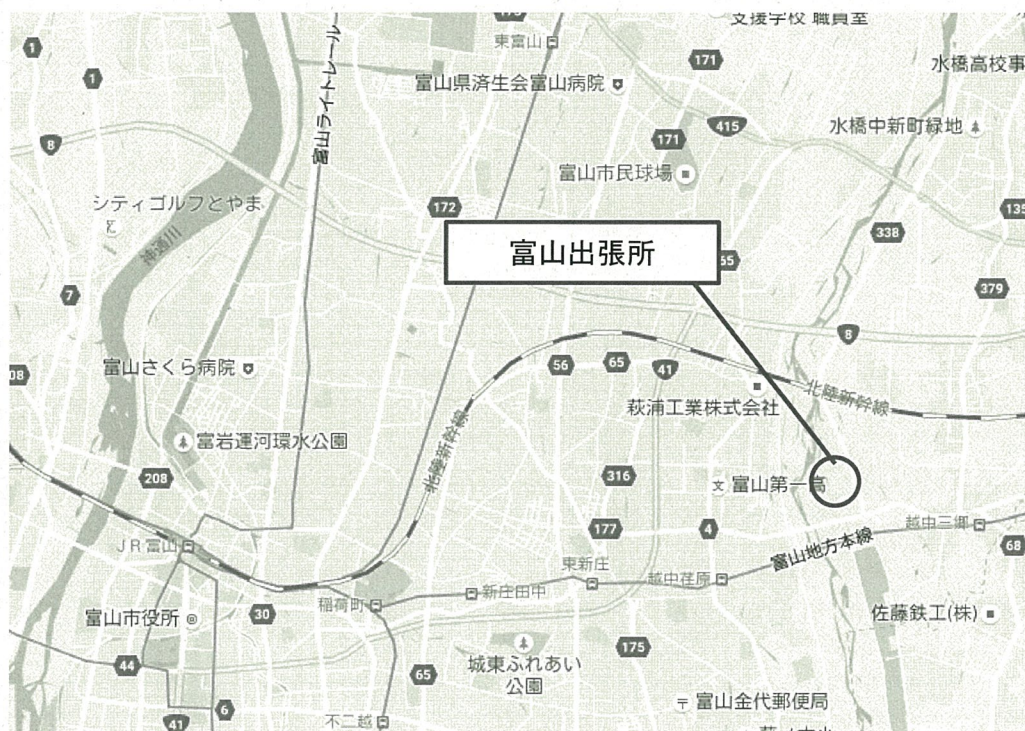 支援学校 職員室
東富山
171
水橋高校事
1
1
富山県済生会富山病院
富山ライトレール
415
水橋中新町緑地
8
171
富山市民球場
シティゴルフとやま
172
135
338
神通川
富山出張所
65
7
379
8
富山さくら病院
56
65
41
北陸新幹線
萩浦工業株式会社
北陸新幹線
富岩運河環水公園
208
316
富山第一高
177
4
越中三郷
JR富山
富山地方本線
68
東新庄
越中荏原
稲荷町
新庄田中
富山市役所
30
佐藤鉄工(株)
44
175
城東ふれあい
公園
65
富山金代郵便局
6
41
不二越